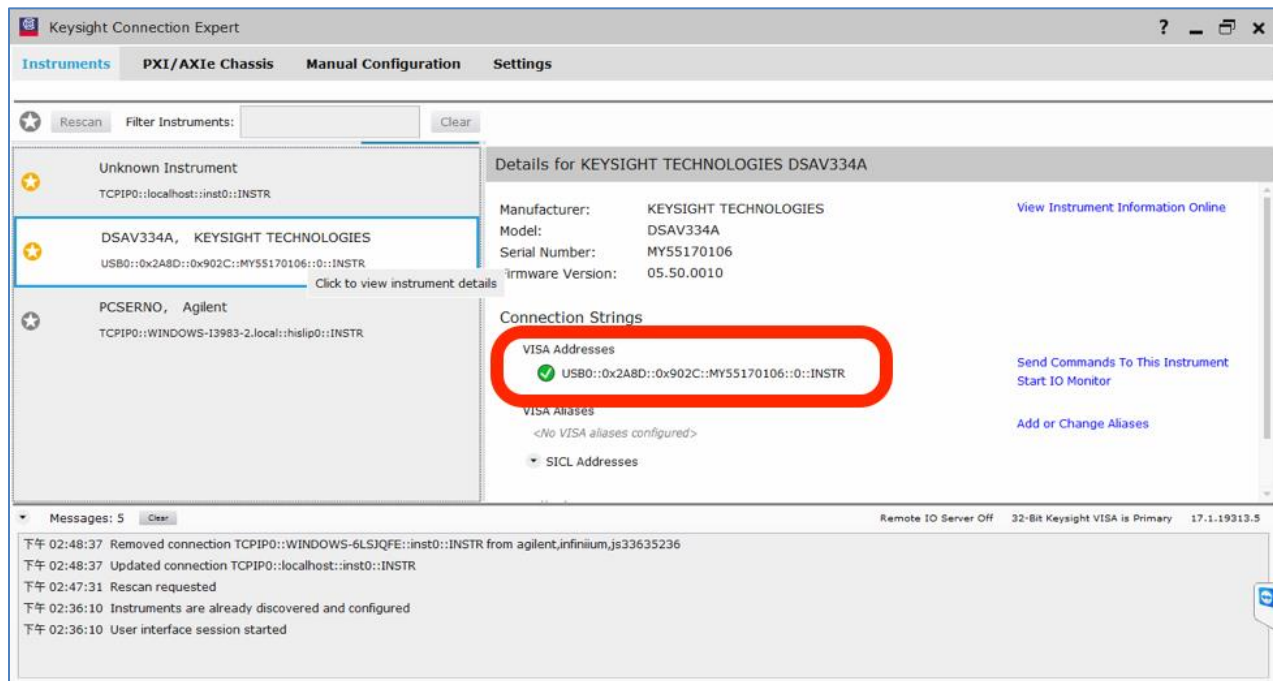 Keysight Connection Expert
Instruments PXI/AXIe Chassis Manual Configuration Settings
Rescan Filter Instruments: Clear
Unknown Instrument
TCPIP0::localhost::inst0::INSTR
DSAV334A, KEYSIGHT TECHNOLOGIES
USB0::0x2A8D::0x902C::MY55170106::0::INSTR
Click to view instrument details
PCSERNO, Agilent
TCPIP0::WINDOWS-I3983-2.local::hislip0::INSTR
Details for KEYSIGHT TECHNOLOGIES DSAV334A
Manufacturer: KEYSIGHT TECHNOLOGIES
View Instrument Information Online
Model: DSAV334A
Serial Number: MY55170106
Firmware Version: 05.50.0010
Connection Strings
VISA Addresses
USB0::0x2A8D::0x902C::MY55170106::0::INSTR
Send Commands To This Instrument
Start IO Monitor
VISA Aliases
<No VISA aliases configured>
Add or Change Aliases
SICL Addresses
Messages: 5 Clear
Remote IO Server Off 32-Bit Keysight VISA is Primary 17.1.19313.5
下午 02:48:37 Removed connection TCPIP0::WINDOWS-6LSJQFE::inst0::INSTR from agilent,infiniium,js33635236
下午 02:48:37 Updated connection TCPIP0::localhost::inst0::INSTR
下午 02:47:31 Rescan requested
下午 02:36:10 Instruments are already discovered and configured
下午 02:36:10 User interface session started